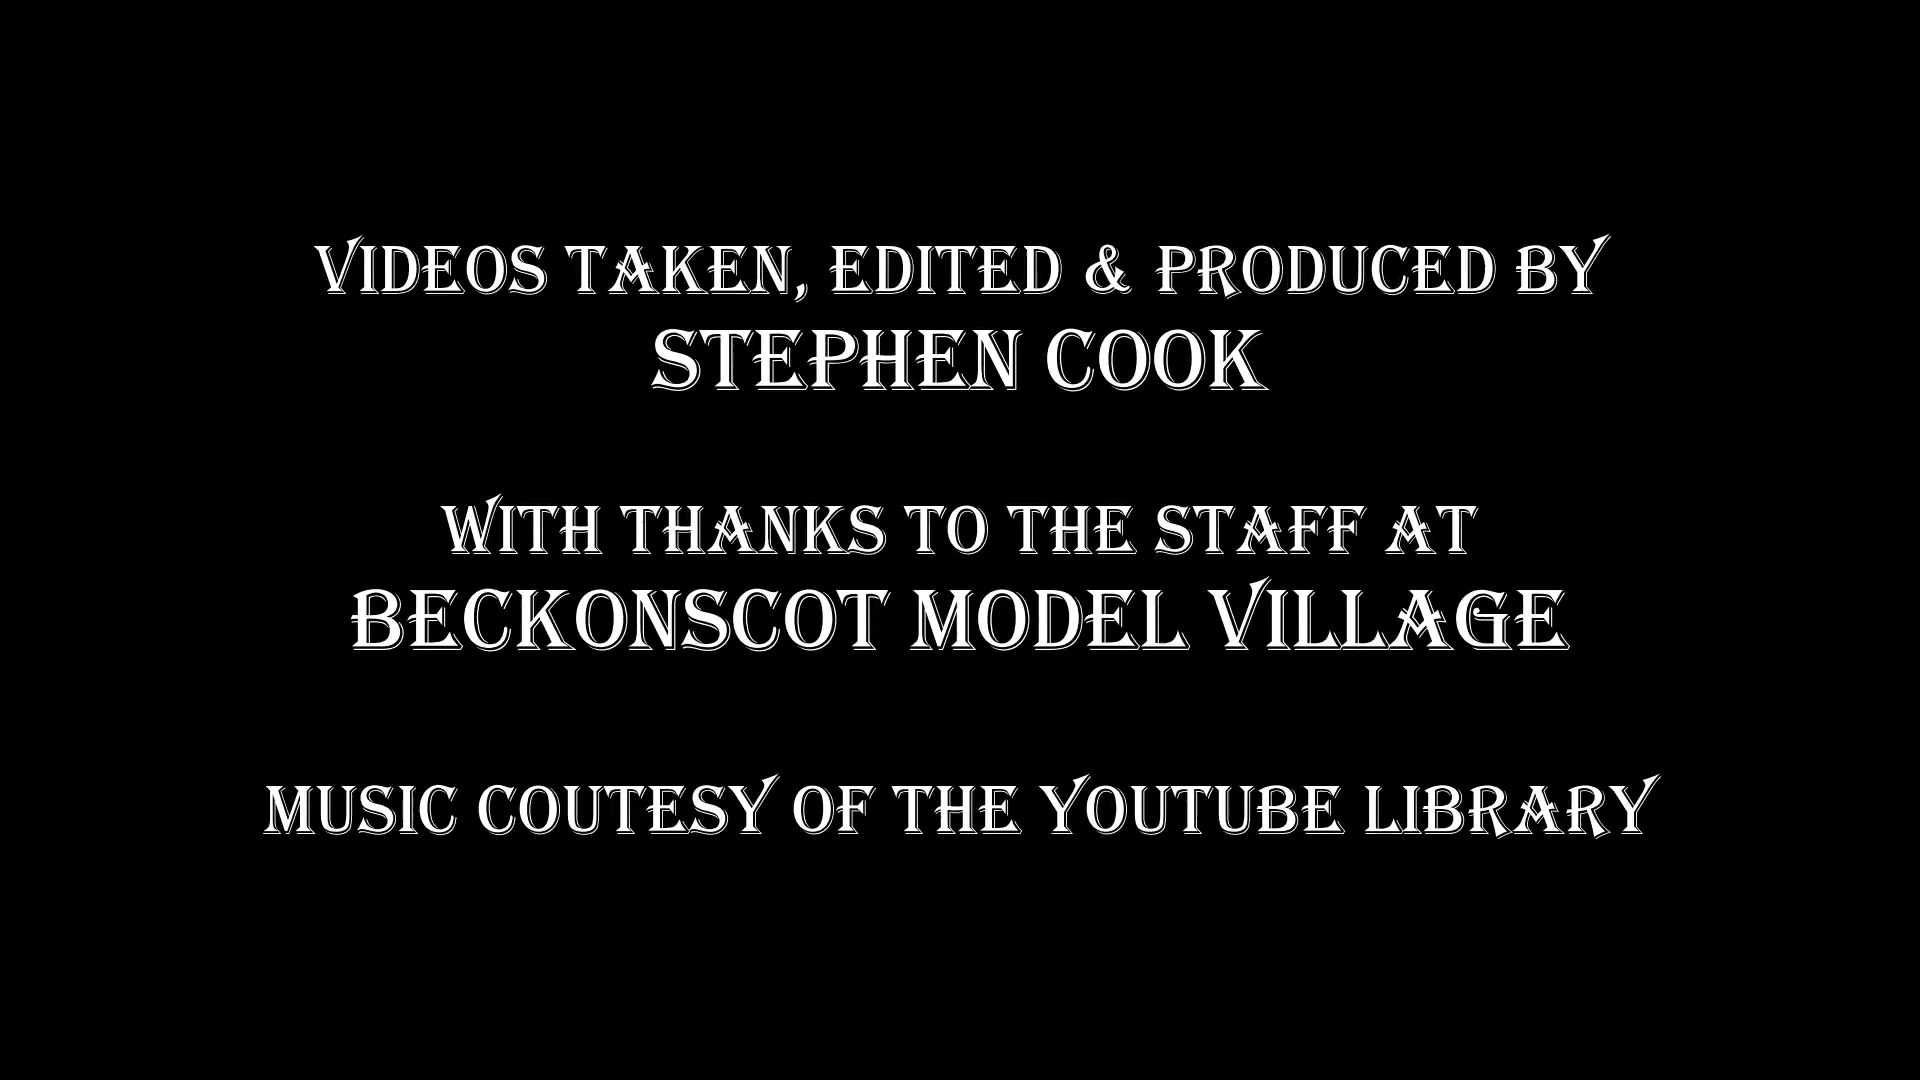 VIDEOS TAKEN, EDITED & PRODUCED BY
STEPHEN COOK
WITH THANKS TO THE STAFF AT
BECKONSCOT MODEL VILLAGE
MUSIC COUTESY OF THE YOUTUBE LIBRARY